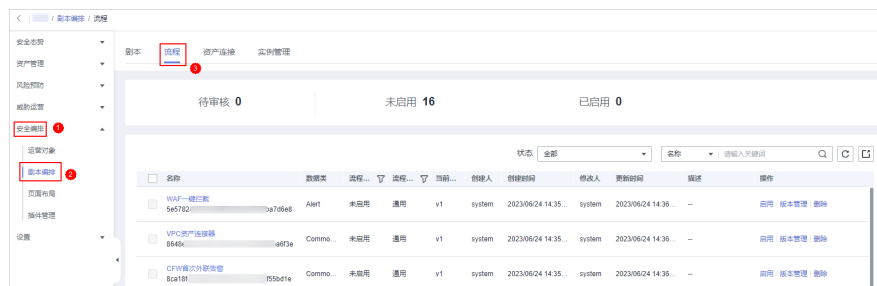 / 剧本编排 / 流程
安全态势
资产管理
风险预防
威胁运营
安全编排 1
运营对象
剧本编排 2
页面布局
插件管理
设置
剧本 流程 资产连接 实例管理
3
待审核 0 未启用 16 已启用 0
状态 全部 名称 请输入关键词
名称 数据类 流程... 流程... 当前... 创建人 创建时间 修改人 更新时间 描述 操作
WAF一键拦截 Alert 未启用 通用 v1 system 2023/06/24 14:35... system 2023/06/24 14:36... -- 启用 版本管理 删除
5e5782 ba7d6e8
VPC资产连接器 Commo... 未启用 通用 v1 system 2023/06/24 14:35... system 2023/06/24 14:36... -- 启用 版本管理 删除
8648 a6f3e
CFW首次外联告警 Commo... 未启用 通用 v1 system 2023/06/24 14:35... system 2023/06/24 14:36... -- 启用 版本管理 删除
8ca18f f55bd1e